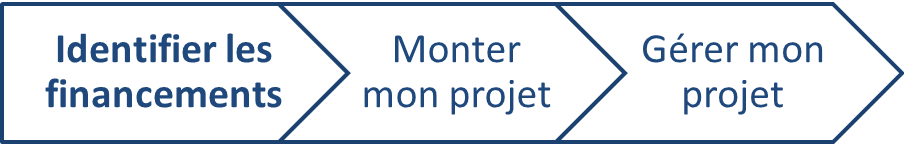 Identifier les
financements
Monter
mon projet
Gérer mon
projet